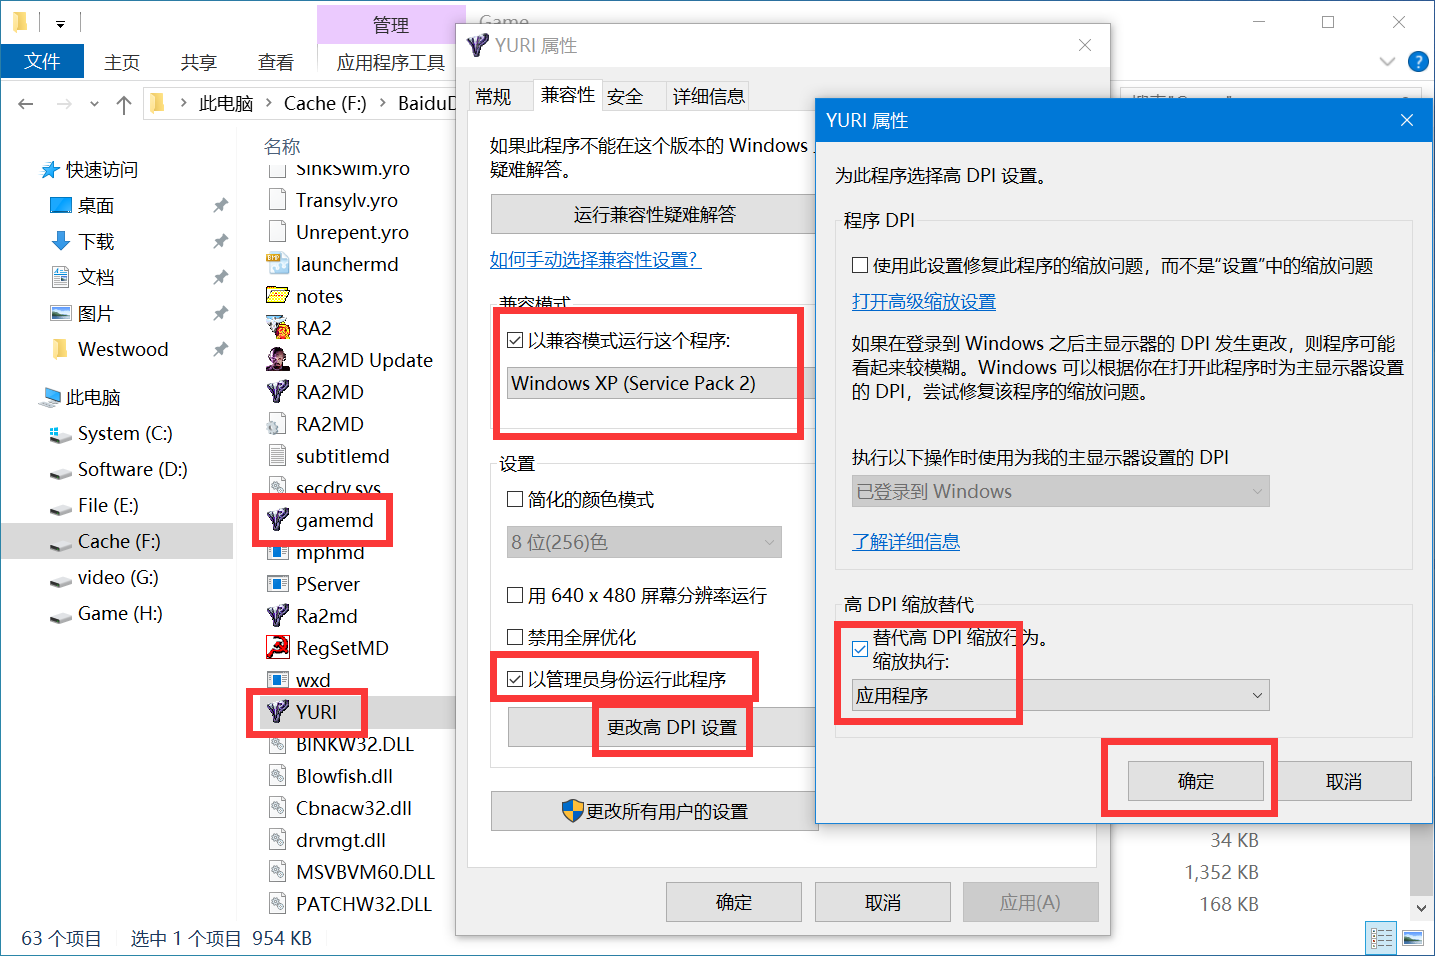 管理
Game
文件
主页
共享
查看
应用程序工具
此电脑
Cache (F:)
BaiduD
名称
快速访问
桌面
下载
文档
图片
Westwood
此电脑
System (C:)
Software (D:)
File (E:)
Cache (F:)
video (G:)
Game (H:)
SinkSwim.yro
Transylv.yro
Unrepent.yro
launchermd
notes
RA2
RA2MD Update
RA2MD
RA2MD
subtitlemd
secdrv.sys
gamemd
mphmd
PServer
Ra2md
RegSetMD
wxd
YURI
BINKW32.DLL
Blowfish.dll
Cbnacw32.dll
drvmgt.dll
MSVBVM60.DLL
PATCHW32.DLL
34 KB
1,352 KB
168 KB
63 个项目
选中 1 个项目 954 KB
YURI 属性
常规
兼容性
安全
详细信息
如果此程序不能在这个版本的 Windows
疑难解答。
运行兼容性疑难解答
如何手动选择兼容性设置?
兼容模式
以兼容模式运行这个程序:
Windows XP (Service Pack 2)
设置
简化的颜色模式
8 位(256)色
用 640 x 480 屏幕分辨率运行
禁用全屏优化
以管理员身份运行此程序
更改高 DPI 设置
更改所有用户的设置
确定
取消
应用(A)
YURI 属性
为此程序选择高 DPI 设置。
程序 DPI
使用此设置修复此程序的缩放问题，而不是“设置”中的缩放问题
打开高级缩放设置
如果在登录到 Windows 之后主显示器的 DPI 发生更改，则程序可能
看起来较模糊。Windows 可以根据你在打开此程序时为主显示器设置
的 DPI，尝试修复该程序的缩放问题。
执行以下操作时使用为我的主显示器设置的 DPI
已登录到 Windows
了解详细信息
高 DPI 缩放替代
替代高 DPI 缩放行为。
缩放执行:
应用程序
确定
取消